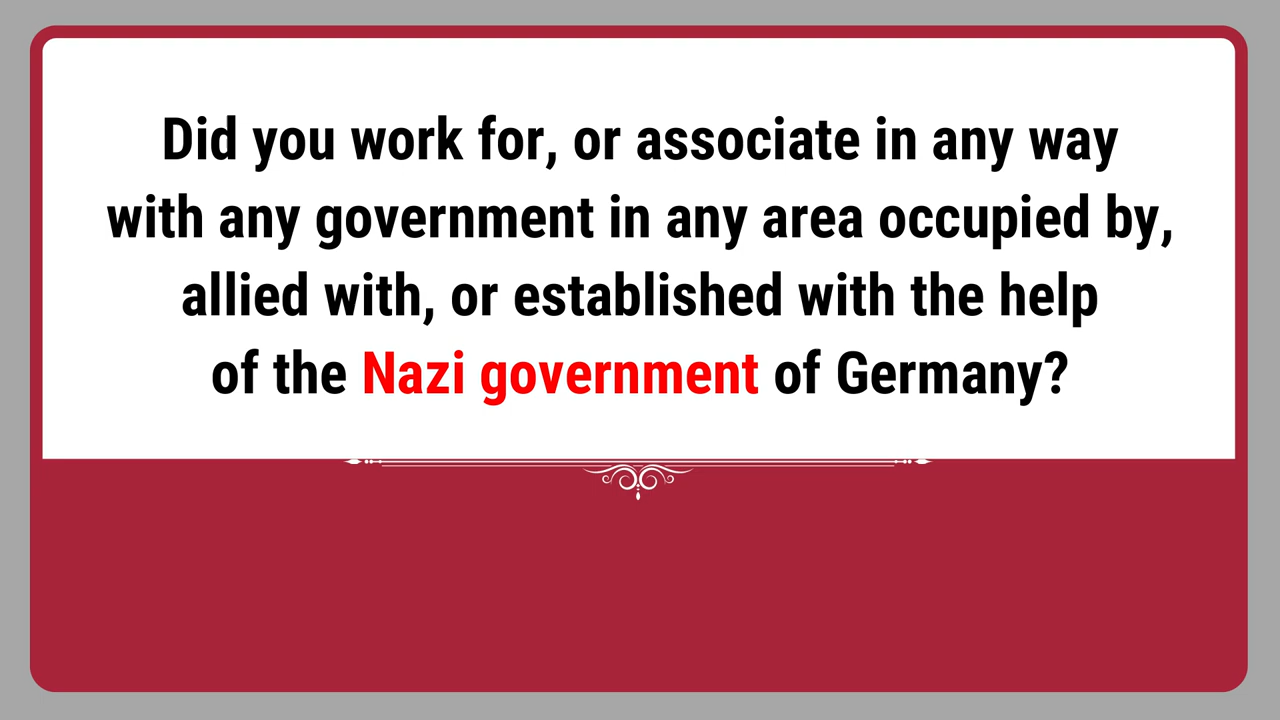 Did you work for, or associate in any way
with any government in any area occupied by,
allied with, or established with the help
of the Nazi government of Germany?